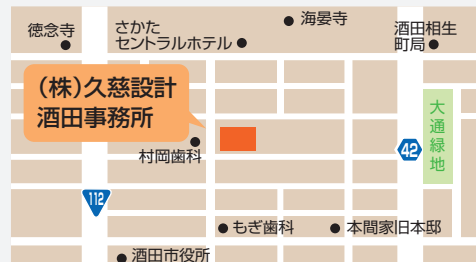 徳念寺
さかた
セントラルホテル
海晏寺
酒田相生
町局
(株)久慈設計
酒田事務所
村岡歯科
42
大通緑地
112
もぎ歯科
本間家旧本邸
酒田市役所